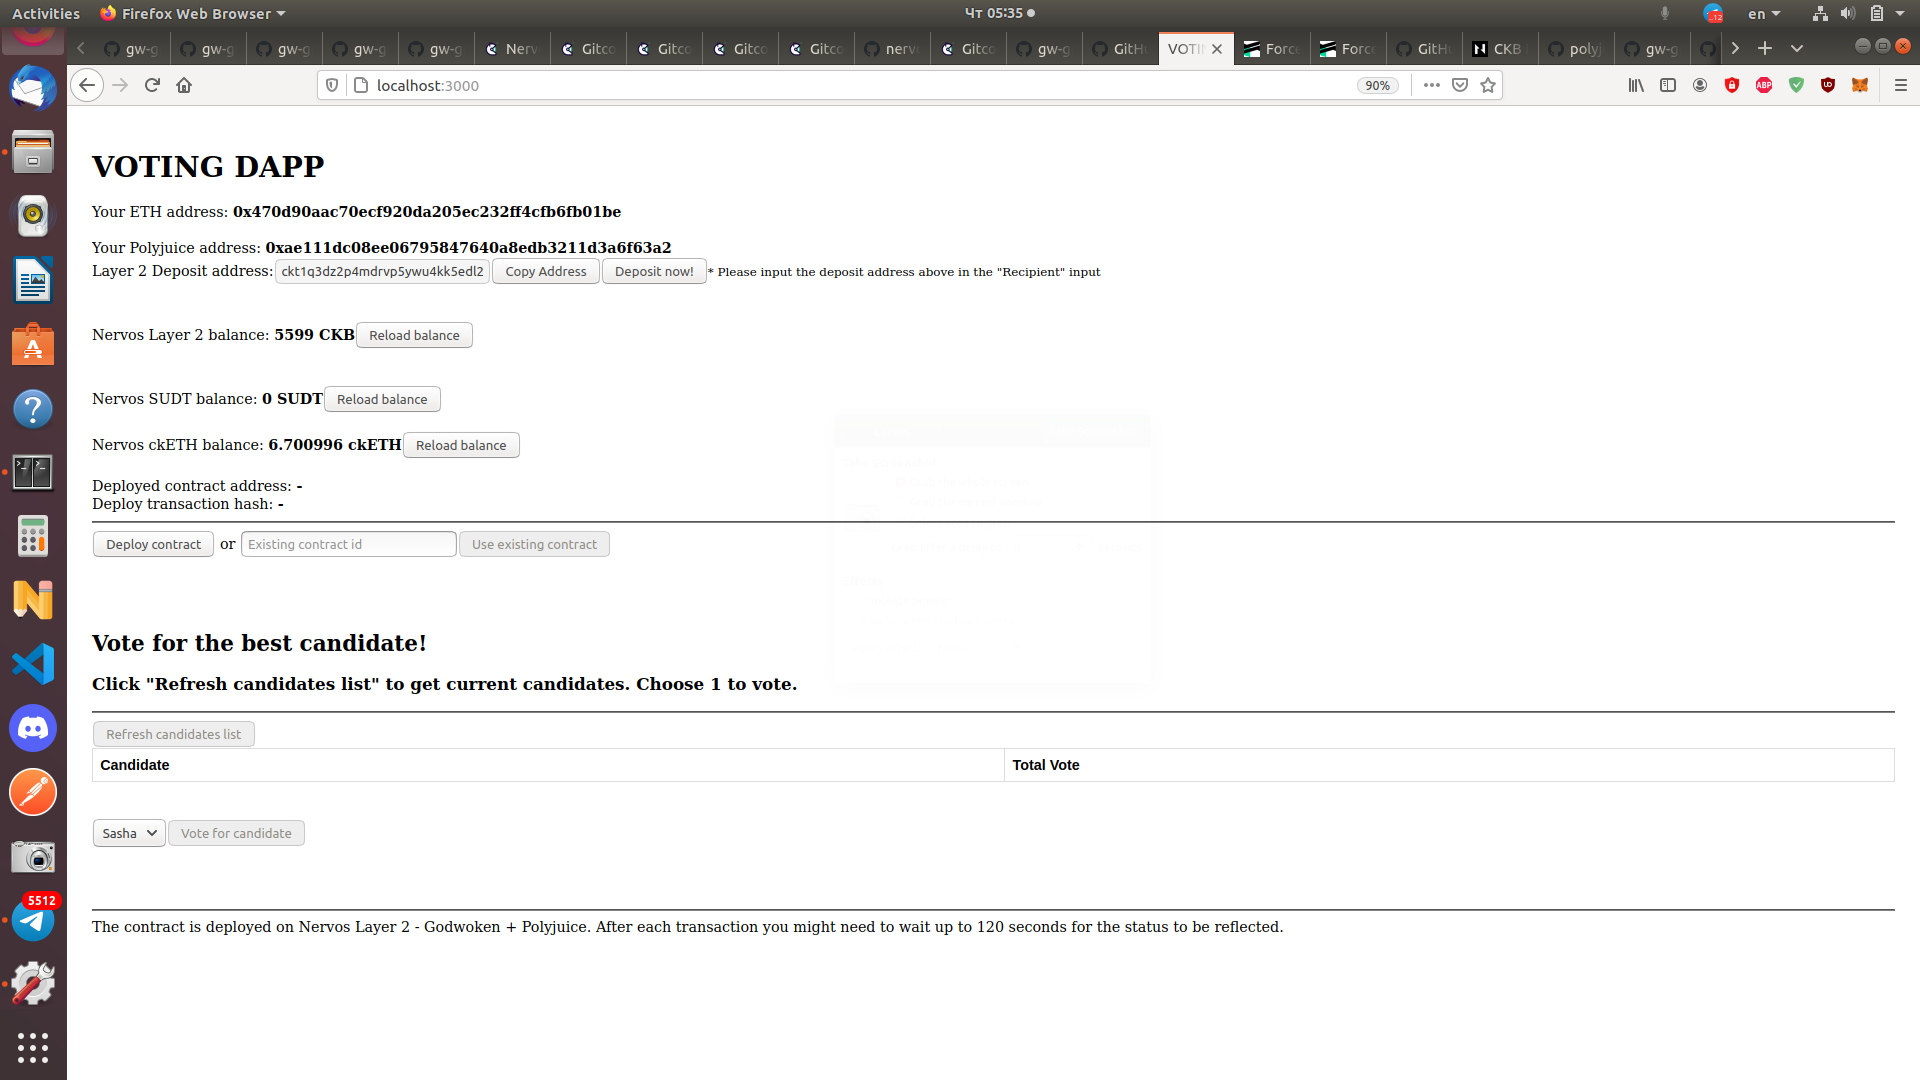 Activities Firefox Web Browser Чт 05:35 en
gw-g gw-g gw-g gw-g gw-g Nerv Gitco Gitco Gitco Gitco nervo Gitco gw-g GitH VOTIN Force Force GitH CKB polyj gw-g
localhost:3000 90%
VOTING DAPP
Your ETH address: 0x470d90aac70ecf920da205ec232ff4cfb6fb01be
Your Polyjuice address: 0xae111dc08ee06795847640a8edb3211d3a6f63a2
Layer 2 Deposit address: ckt1q3dz2p4mdrvp5ywu4kk5edl2 Copy Address Deposit now! * Please input the deposit address above in the "Recipient" input
Nervos Layer 2 balance: 5599 CKB Reload balance
Nervos SUDT balance: 0 SUDT Reload balance
Nervos ckETH balance: 6.700996 ckETH Reload balance
Deployed contract address: -
Deploy transaction hash: -
Deploy contract or Existing contract id Use existing contract
Vote for the best candidate!
Click "Refresh candidates list" to get current candidates. Choose 1 to vote.
Refresh candidates list
Candidate Total Vote
Sasha Vote for candidate
5512
The contract is deployed on Nervos Layer 2 - Godwoken + Polyjuice. After each transaction you might need to wait up to 120 seconds for the status to be reflected.